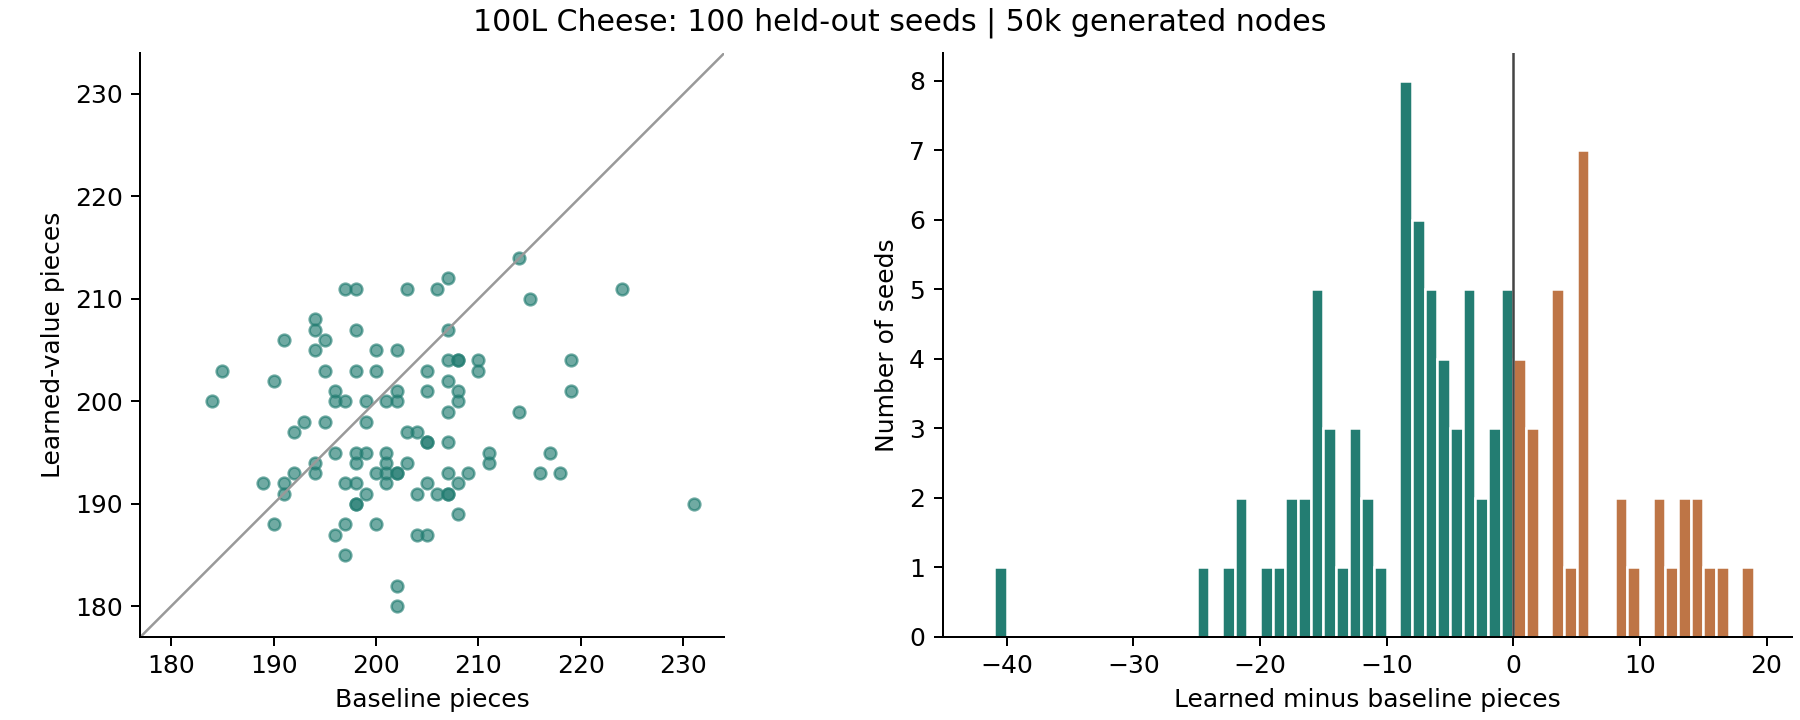 100L Cheese: 100 held-out seeds | 50k generated nodes
Learned-value pieces
230
220
210
200
190
180
180 190 200 210 220 230
Baseline pieces
Number of seeds
8
7
6
5
4
3
2
1
0
−40 −30 −20 −10 0 10 20
Learned minus baseline pieces